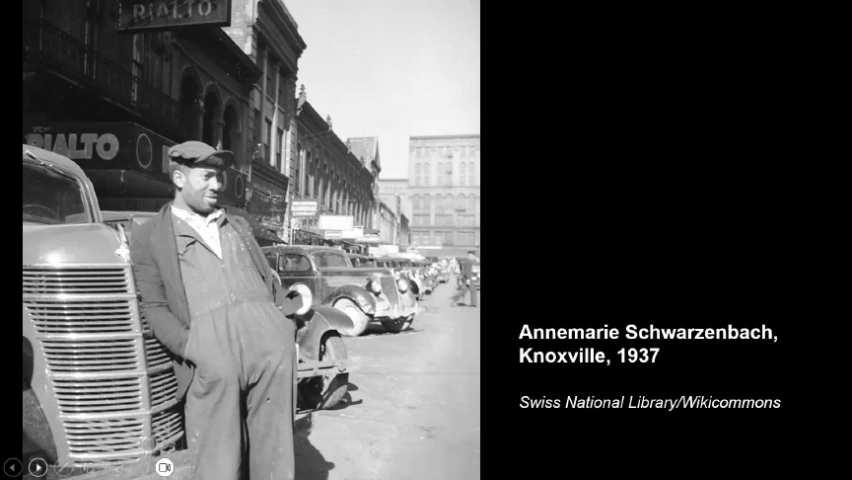 RIALTO
RIALTO
Annemarie Schwarzenbach,
Knoxville, 1937
Swiss National Library/Wikicommons